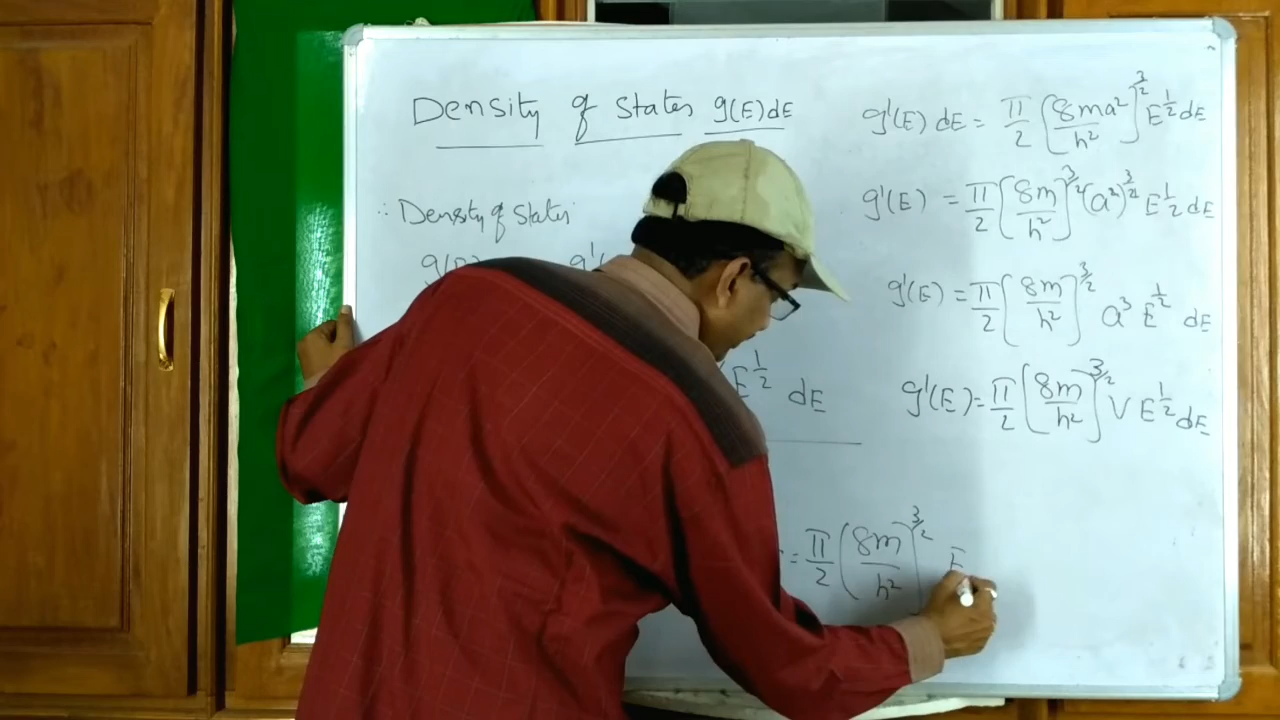 Density of States g(E)dE
∴ Density of States
g'(
E^{1/2} dE
= π/2 (8m/h²)^{3/2} E
g'(E) dE = π/2 [8ma²/h²]^{3/2} E^{1/2} dE
g'(E) = π/2 [8m/h²]^{3/2} (a²)^{3/2} E^{1/2} dE
g'(E) = π/2 [8m/h²]^{3/2} a³ E^{1/2} dE
g'(E) = π/2 [8m/h²]^{3/2} V E^{1/2} dE